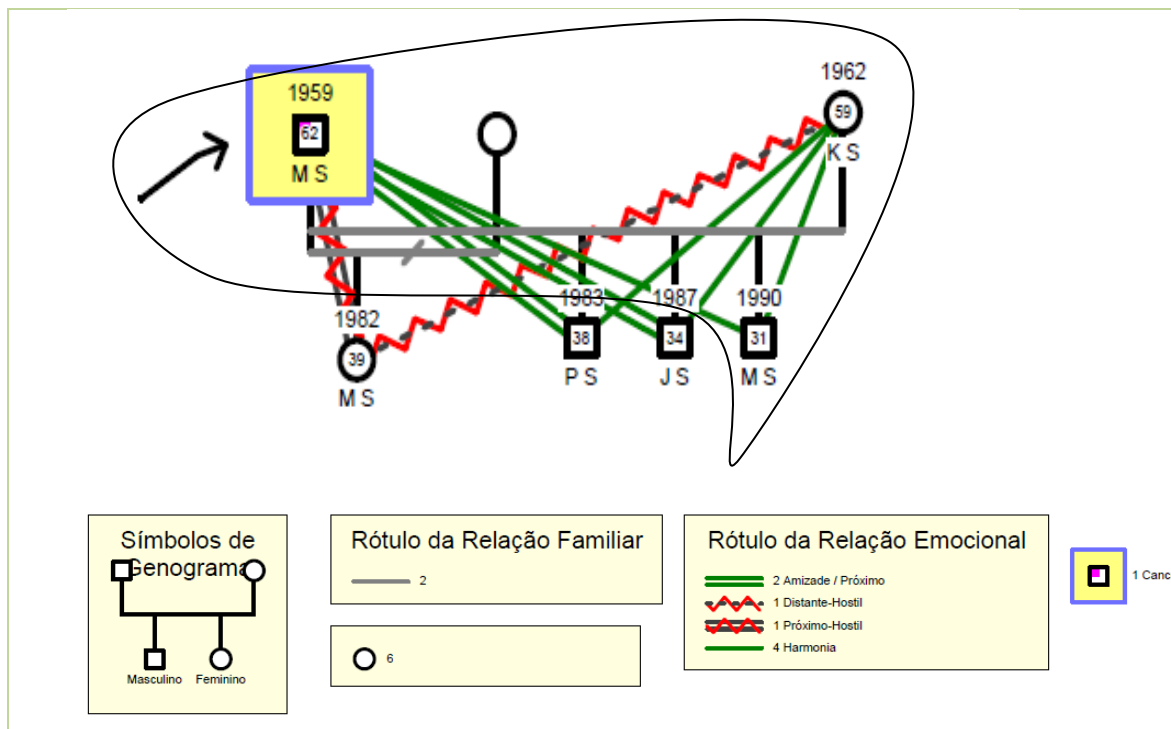 1959
62
M S
1962
59
K S
1982
39
M S
1983
38
P S
1987
34
J S
1990
31
M S
Símbolos de
Genograma
Masculino
Feminino
Rótulo da Relação Familiar
2
6
Rótulo da Relação Emocional
2 Amizade / Próximo
1 Distante-Hostil
1 Próximo-Hostil
4 Harmonia
1 Canc